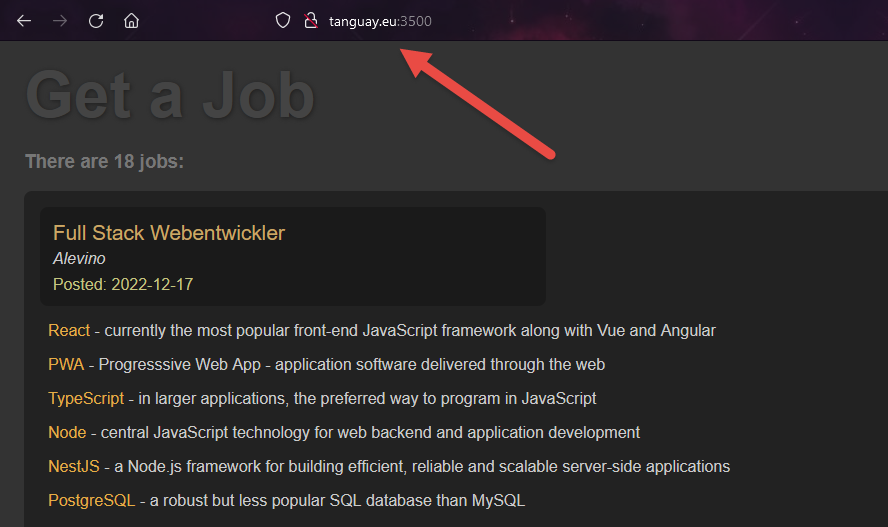 tanguay.eu:3500
Get a Job
There are 18 jobs:
Full Stack Webentwickler
Alevino
Posted: 2022-12-17
React - currently the most popular front-end JavaScript framework along with Vue and Angular
PWA - Progresssive Web App - application software delivered through the web
TypeScript - in larger applications, the preferred way to program in JavaScript
Node - central JavaScript technology for web backend and application development
NestJS - a Node.js framework for building efficient, reliable and scalable server-side applications
PostgreSQL - a robust but less popular SQL database than MySQL